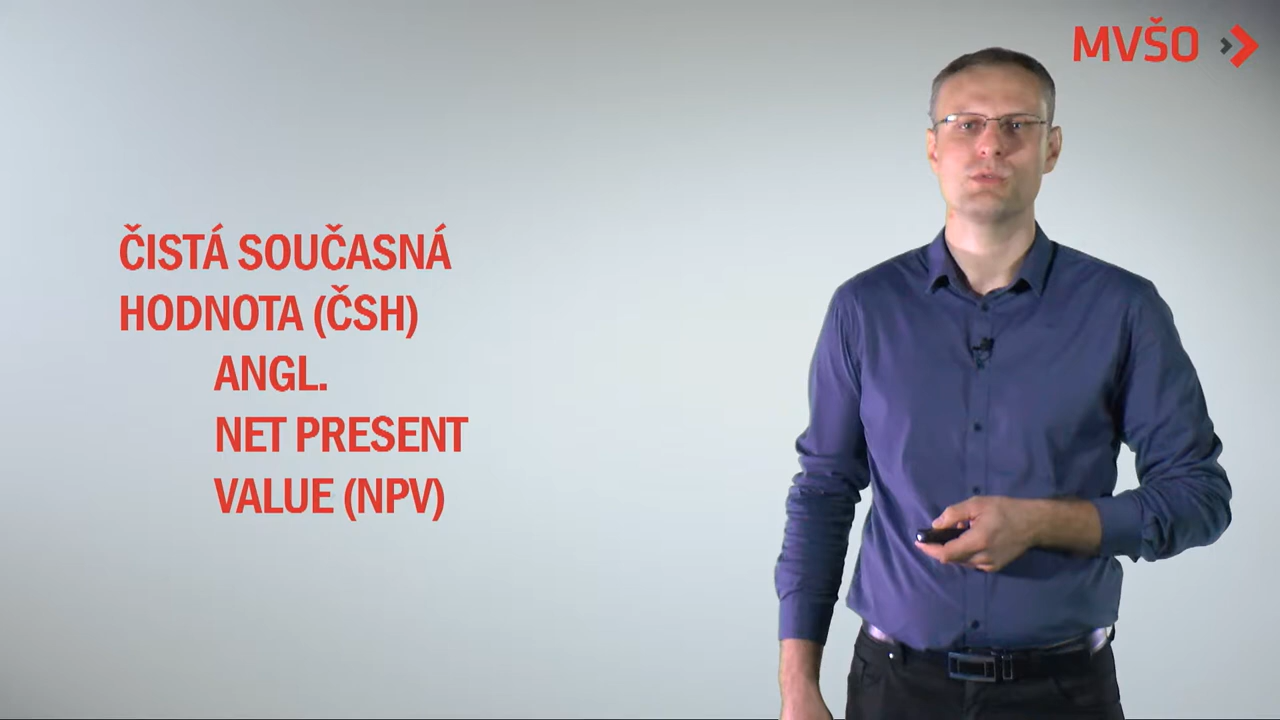 MVŠO
ČISTÁ SOUČASNÁ
HODNOTA (ČSH)
ANGL.
NET PRESENT
VALUE (NPV)